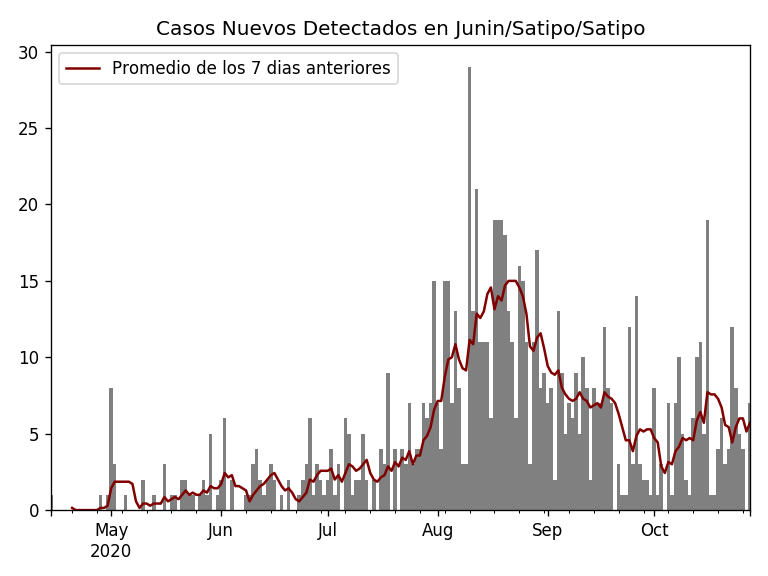 Casos Nuevos Detectados en Junin/Satipo/Satipo
Promedio de los 7 dias anteriores
30
25
20
15
10
5
0
May Jun Jul Aug Sep Oct
2020